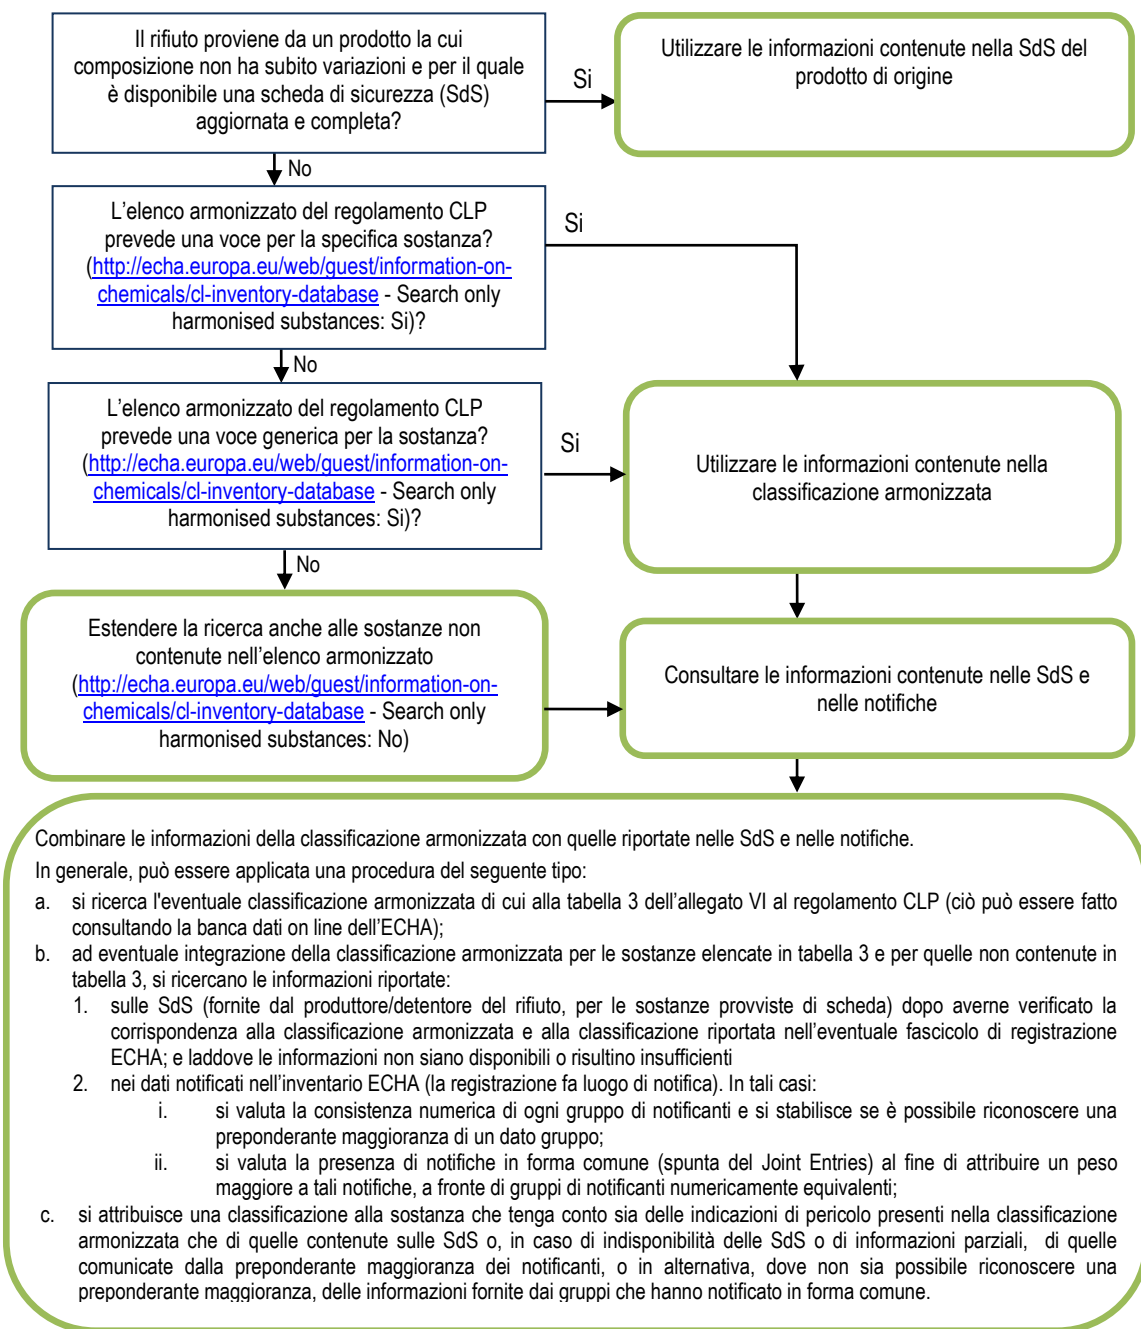 Il rifiuto proviene da un prodotto la cui
composizione non ha subito variazioni e per il quale
è disponibile una scheda di sicurezza (SdS)
aggiornata e completa?
Si
Utilizzare le informazioni contenute nella SdS del
prodotto di origine
No
L'elenco armonizzato del regolamento CLP
prevede una voce per la specifica sostanza?
(http://echa.europa.eu/web/guest/information-on-
chemicals/cl-inventory-database - Search only
harmonised substances: Si)?
Si
No
L'elenco armonizzato del regolamento CLP
prevede una voce generica per la sostanza?
(http://echa.europa.eu/web/guest/information-on-
chemicals/cl-inventory-database - Search only
harmonised substances: Si)?
Si
Utilizzare le informazioni contenute nella
classificazione armonizzata
No
Estendere la ricerca anche alle sostanze non
contenute nell'elenco armonizzato
(http://echa.europa.eu/web/guest/information-on-
chemicals/cl-inventory-database - Search only
harmonised substances: No)
Consultare le informazioni contenute nelle SdS e
nelle notifiche
Combinare le informazioni della classificazione armonizzata con quelle riportate nelle SdS e nelle notifiche.
In generale, può essere applicata una procedura del seguente tipo:
a. si ricerca l'eventuale classificazione armonizzata di cui alla tabella 3 dell'allegato VI al regolamento CLP (ciò può essere fatto
consultando la banca dati on line dell'ECHA);
b. ad eventuale integrazione della classificazione armonizzata per le sostanze elencate in tabella 3 e per quelle non contenute in
tabella 3, si ricercano le informazioni riportate:
1. sulle SdS (fornite dal produttore/detentore del rifiuto, per le sostanze provviste di scheda) dopo averne verificato la
corrispondenza alla classificazione armonizzata e alla classificazione riportata nell'eventuale fascicolo di registrazione
ECHA; e laddove le informazioni non siano disponibili o risultino insufficienti
2. nei dati notificati nell'inventario ECHA (la registrazione fa luogo di notifica). In tali casi:
i. si valuta la consistenza numerica di ogni gruppo di notificanti e si stabilisce se è possibile riconoscere una
preponderante maggioranza di un dato gruppo;
ii. si valuta la presenza di notifiche in forma comune (spunta del Joint Entries) al fine di attribuire un peso
maggiore a tali notifiche, a fronte di gruppi di notificanti numericamente equivalenti;
c. si attribuisce una classificazione alla sostanza che tenga conto sia delle indicazioni di pericolo presenti nella classificazione
armonizzata che di quelle contenute sulle SdS o, in caso di indisponibilità delle SdS o di informazioni parziali, di quelle
comunicate dalla preponderante maggioranza dei notificanti, o in alternativa, dove non sia possibile riconoscere una
preponderante maggioranza, delle informazioni fornite dai gruppi che hanno notificato in forma comune.